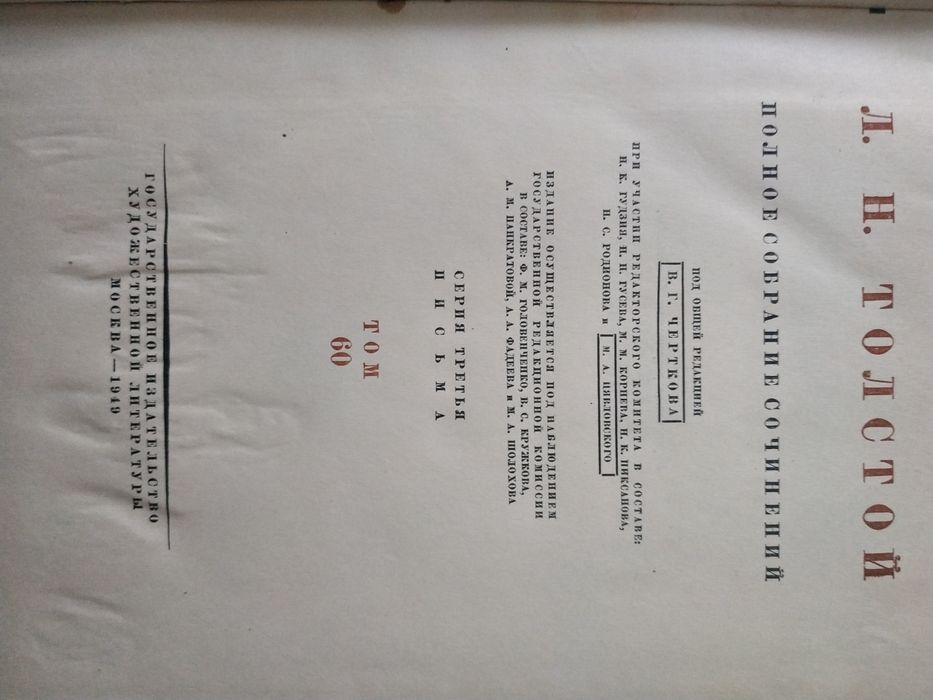 Л. Н. ТОЛСТОЙ
ПОЛНОЕ СОБРАНИЕ СОЧИНЕНИЙ
ПОД ОБЩЕЙ РЕДАКЦИЕЙ
В. Г. ЧЕРТКОВА
ПРИ УЧАСТИИ РЕДАКТОРСКОГО КОМИТЕТА В СОСТАВЕ:
Н. К. ГУДЗИЯ, Н. Н. ГУСЕВА, М. М. КОРНЕВА, Н. К. ПИКСАНОВА,
Н. С. РОДИОНОВА и М. А. ЦЯВЛОВСКОГО
ИЗДАНИЕ ОСУЩЕСТВЛЯЕТСЯ ПОД НАБЛЮДЕНИЕМ
ГОСУДАРСТВЕННОЙ РЕДАКЦИОННОЙ КОМИССИИ
В СОСТАВЕ: Ф. М. ГОЛОВЕНЧЕНКО, В. С. КРУЖКОВА,
А. М. ПАНКРАТОВОЙ, А. А. ФАДЕЕВА и М. А. ШОЛОХОВА
СЕРИЯ ТРЕТЬЯ
ПИСЬМА
ТОМ
60
ГОСУДАРСТВЕННОЕ ИЗДАТЕЛЬСТВО
ХУДОЖЕСТВЕННОЙ ЛИТЕРАТУРЫ
МОСКВА — 1949